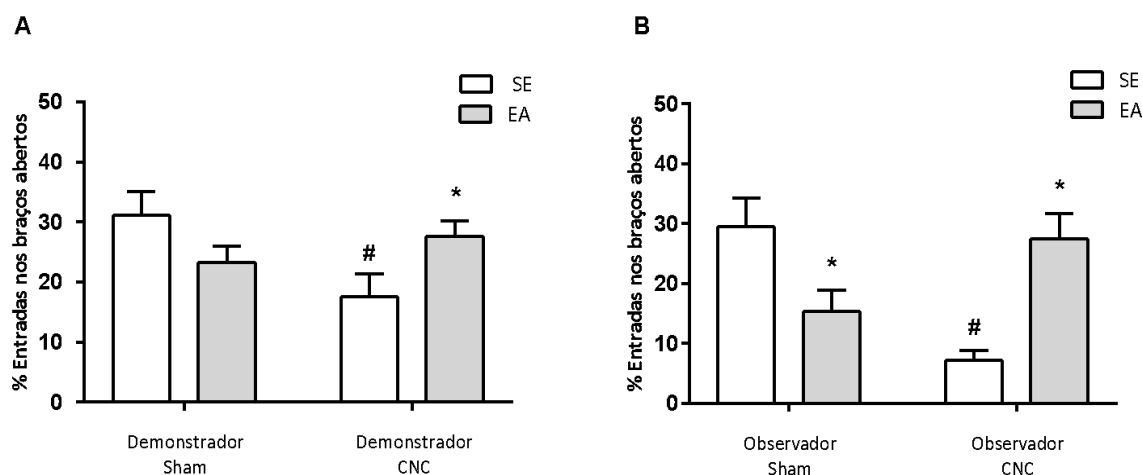 A
% Entradas nos braços abertos
50
40
30
20
10
0
SE
EA
#
*
Demonstrador
Sham
Demonstrador
CNC
B
% Entradas nos braços abertos
50
40
30
20
10
0
SE
EA
*
#
*
Observador
Sham
Observador
CNC